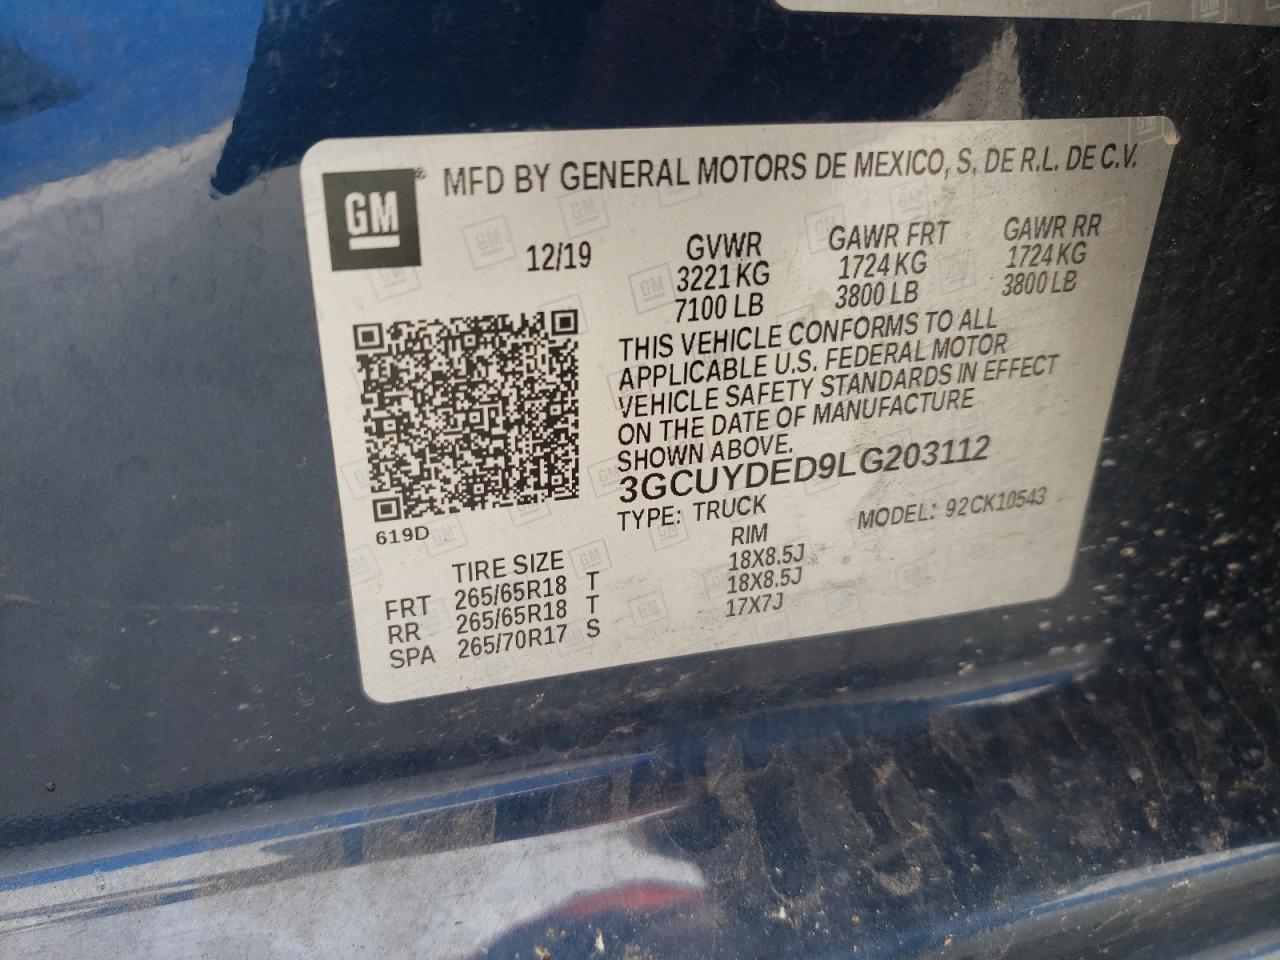 GM® MFD BY GENERAL MOTORS DE MEXICO, S. DE R.L. DE C.V.
12/19 GVWR GAWR FRT GAWR RR
3221 KG 1724 KG 1724 KG
7100 LB 3800 LB 3800 LB
THIS VEHICLE CONFORMS TO ALL
APPLICABLE U.S. FEDERAL MOTOR
VEHICLE SAFETY STANDARDS IN EFFECT
ON THE DATE OF MANUFACTURE
SHOWN ABOVE.
3GCUYDED9LG203112
TYPE: TRUCK MODEL: 92CK10543
619D
TIRE SIZE RIM
FRT 265/65R18 T 18X8.5J
RR 265/65R18 T 18X8.5J
SPA 265/70R17 S 17X7J